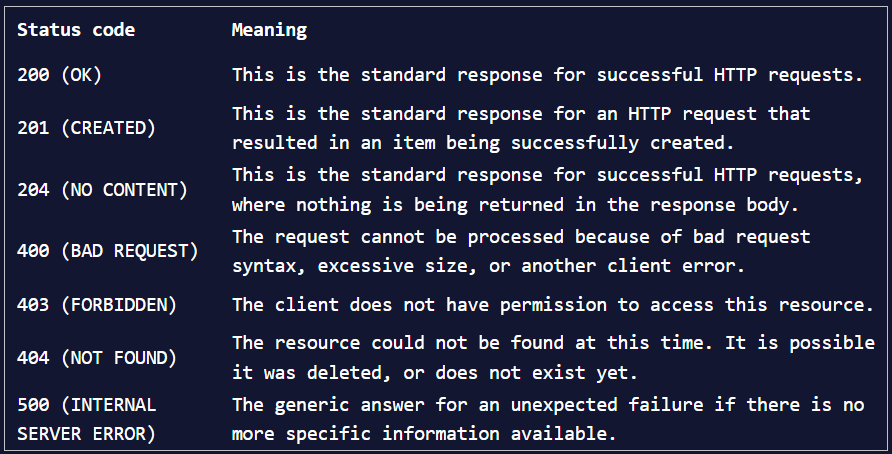 Status code Meaning
200 (OK) This is the standard response for successful HTTP requests.
201 (CREATED) This is the standard response for an HTTP request that
resulted in an item being successfully created.
204 (NO CONTENT) This is the standard response for successful HTTP requests,
where nothing is being returned in the response body.
400 (BAD REQUEST) The request cannot be processed because of bad request
syntax, excessive size, or another client error.
403 (FORBIDDEN) The client does not have permission to access this resource.
404 (NOT FOUND) The resource could not be found at this time. It is possible
it was deleted, or does not exist yet.
500 (INTERNAL The generic answer for an unexpected failure if there is no
SERVER ERROR) more specific information available.